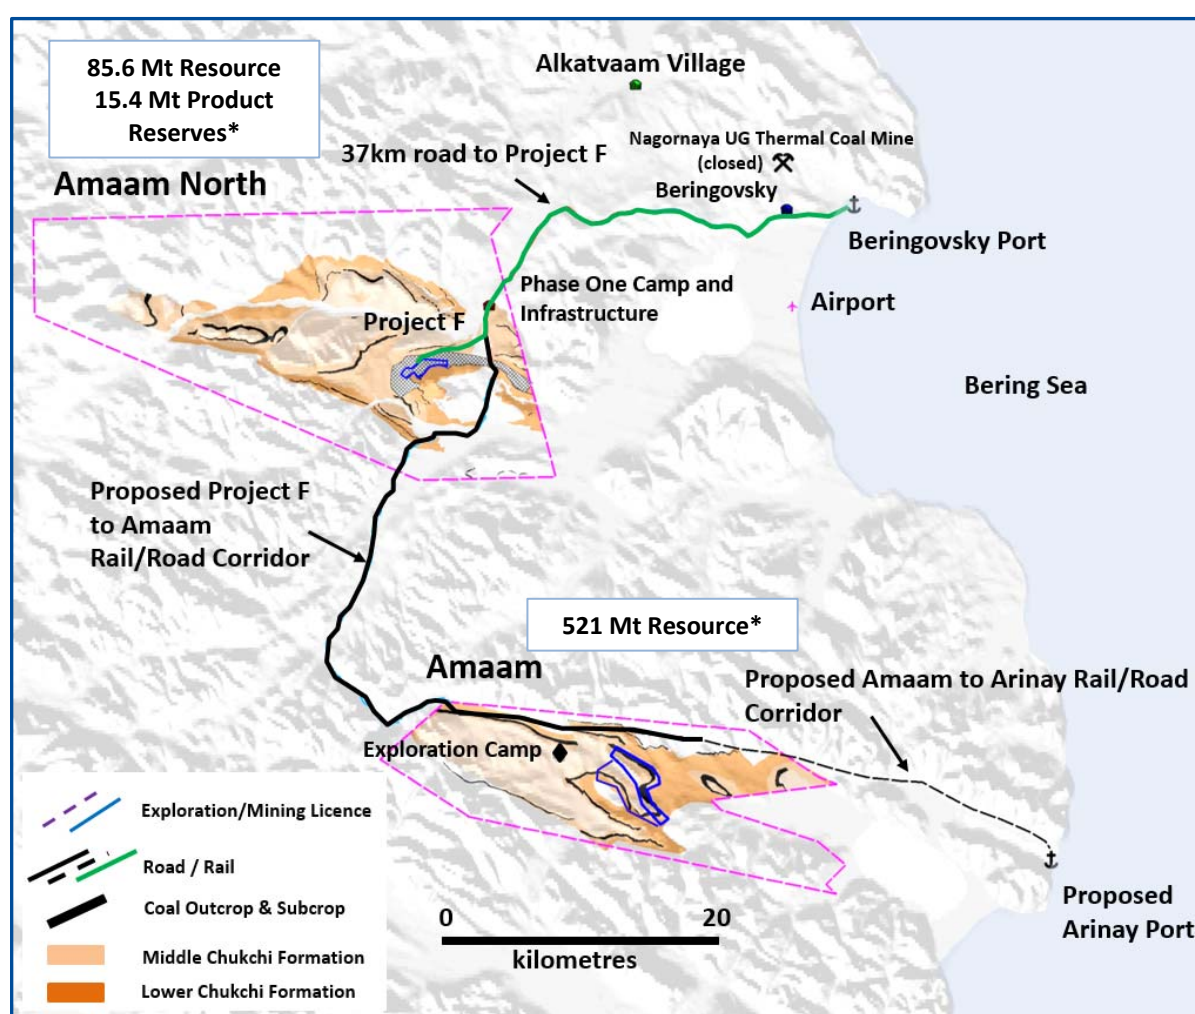 85.6 Mt Resource
15.4 Mt Product
Reserves*
Alkatvaam Village
Nagornaya UG Thermal Coal Mine
(closed)
37km road to Project F
Amaam North
Beringovsky
Beringovsky Port
Phase One Camp and
Infrastructure
Airport
Project F
Bering Sea
Proposed Project F
to Amaam
Rail/Road Corridor
521 Mt Resource*
Amaam
Proposed Amaam to Arinay Rail/Road
Corridor
Exploration Camp
Exploration/Mining Licence
Road / Rail
Coal Outcrop & Subcrop
Middle Chukchi Formation
Lower Chukchi Formation
0 20
kilometres
Proposed
Arinay Port